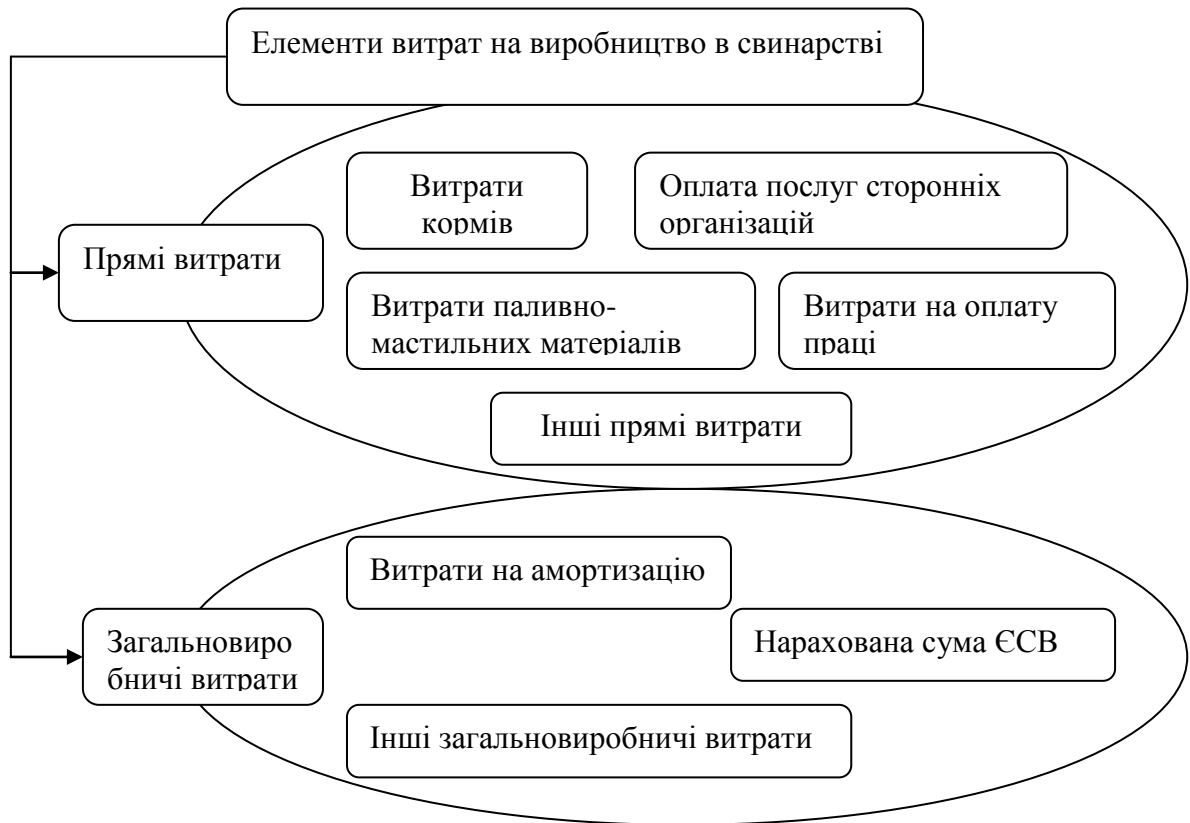 Елементи витрат на виробництво в свинарстві
Витрати
кормів
Оплата послуг сторонніх
організацій
Прямі витрати
Витрати паливно-
мастильних матеріалів
Витрати на оплату
праці
Інші прямі витрати
Витрати на амортизацію
Загальновиро
бничі витрати
Нарахована сума ЄСВ
Інші загальновиробничі витрати